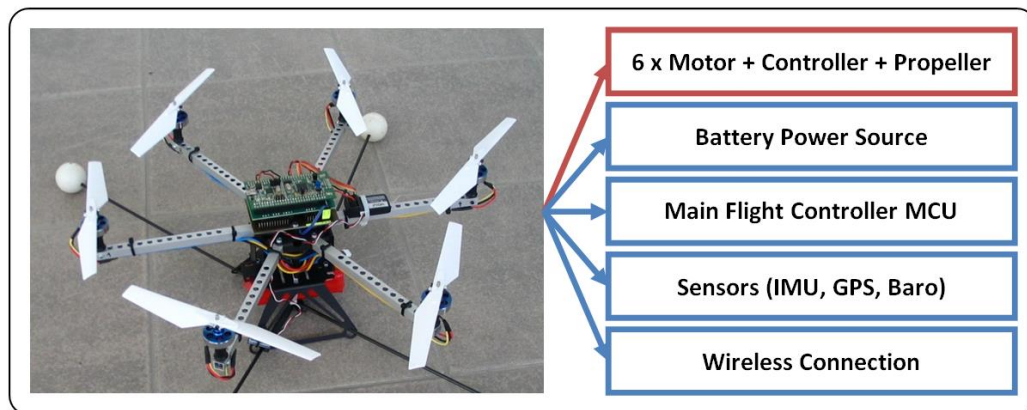 6 x Motor + Controller + Propeller
Battery Power Source
Main Flight Controller MCU
Sensors (IMU, GPS, Baro)
Wireless Connection